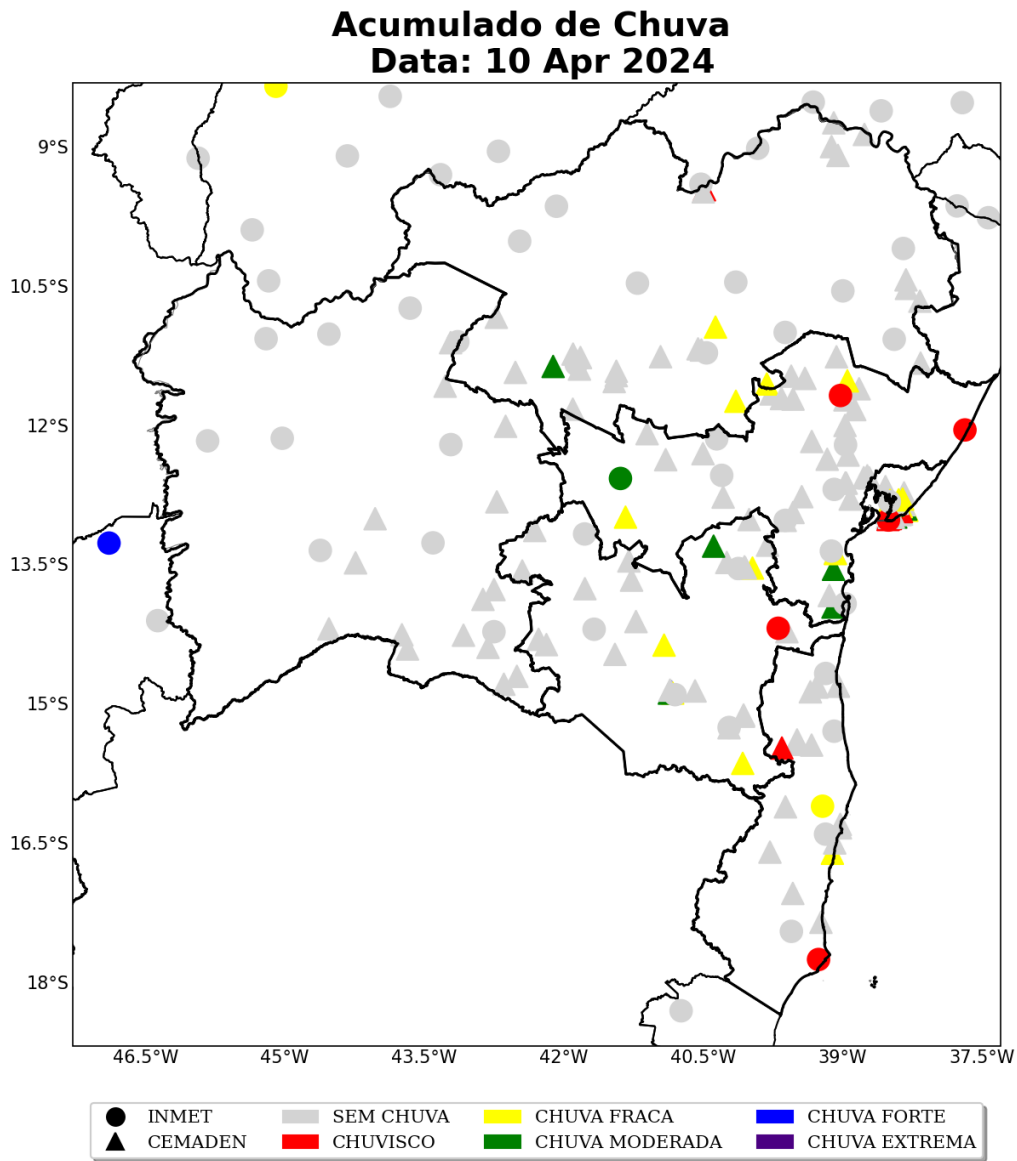 Acumulado de Chuva
Data: 10 Apr 2024
9°S
10.5°S
12°S
13.5°S
15°S
16.5°S
18°S
46.5°W 45°W 43.5°W 42°W 40.5°W 39°W 37.5°W
INMET SEM CHUVA CHUVA FRACA CHUVA FORTE
CEMADEN CHUVISCO CHUVA MODERADA CHUVA EXTREMA